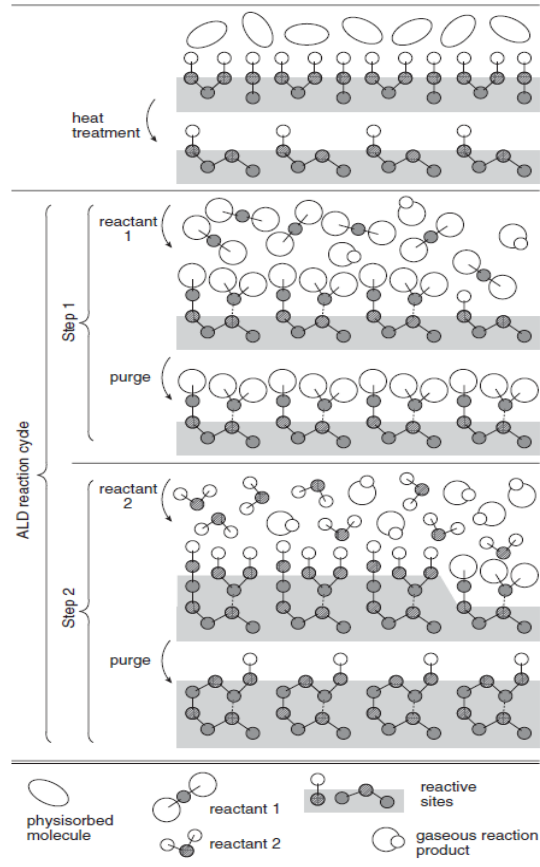 heat
treatment
reactant
1
Step 1
purge
ALD reaction cycle
reactant
2
Step 2
purge
physisorbed
molecule
reactant 1
reactant 2
reactive
sites
gaseous reaction
product